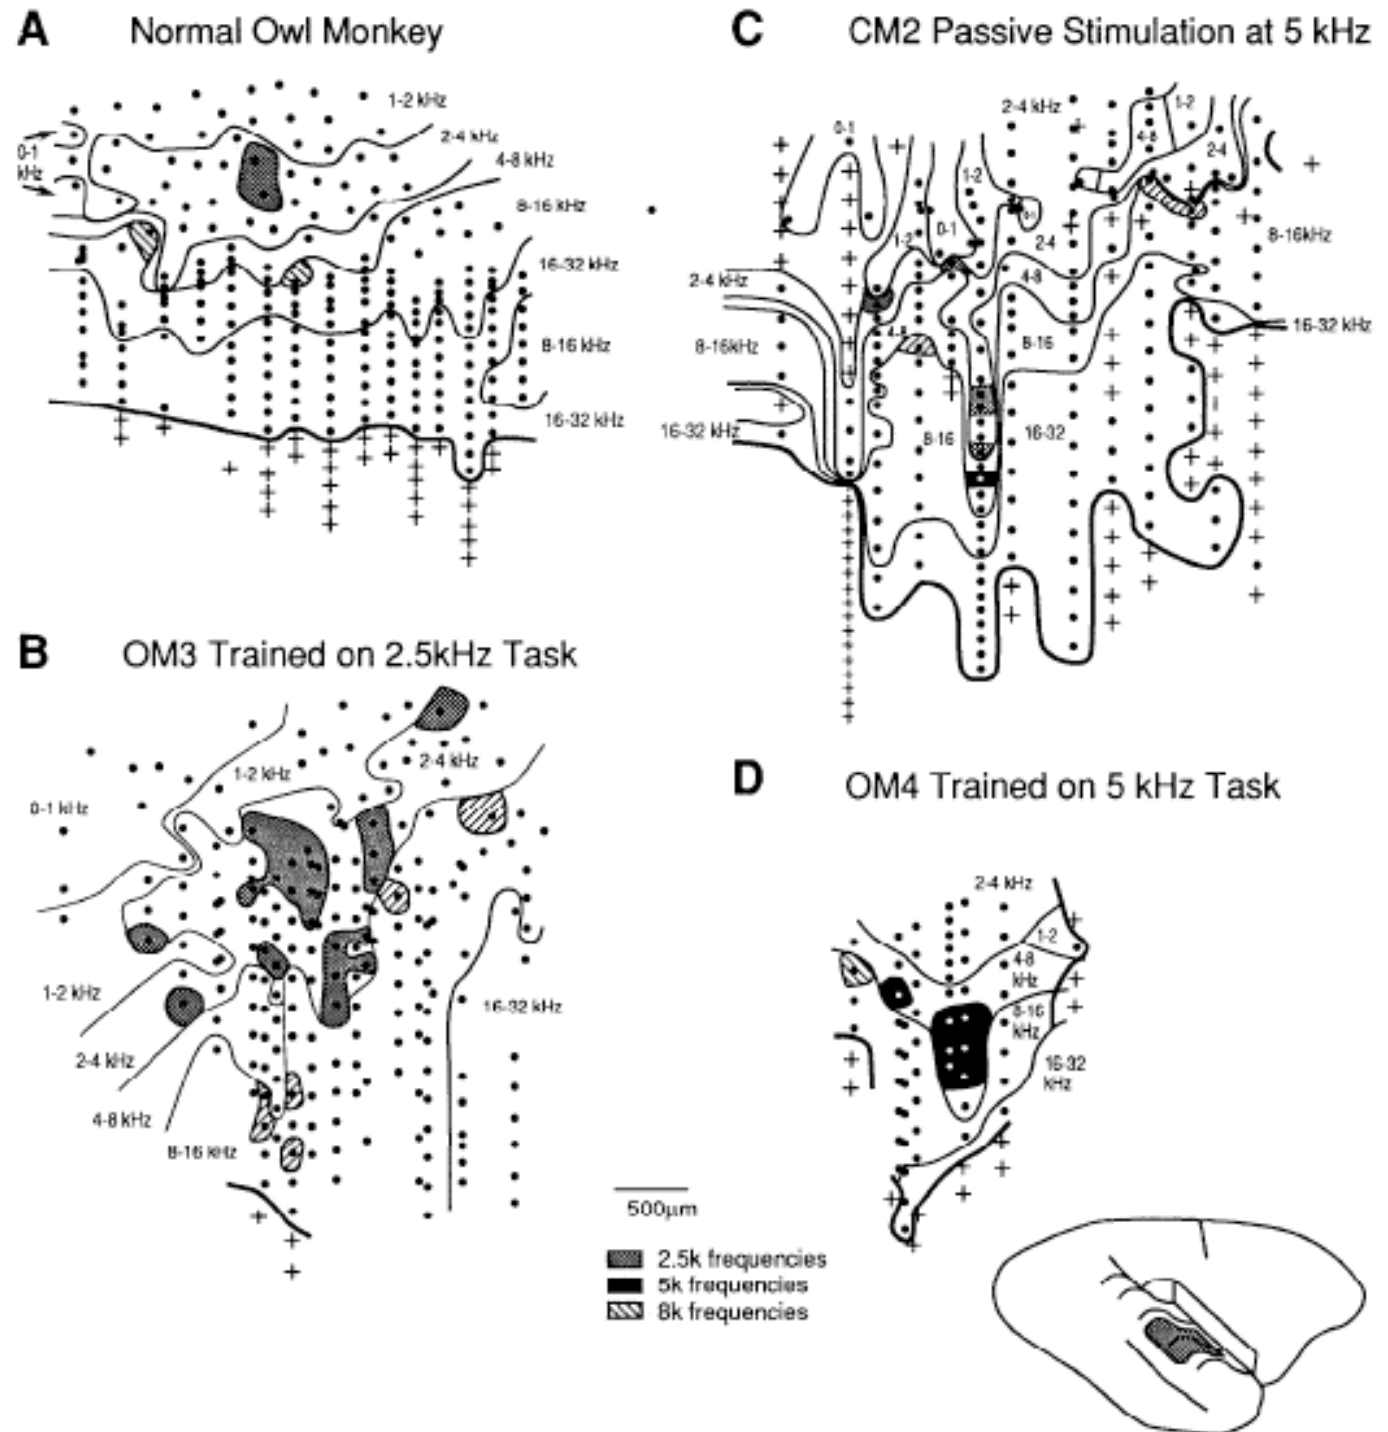 A Normal Owl Monkey
1-2 kHz
2-4 kHz
4-8 kHz
0-1
kHz
8-16 kHz
16-32 kHz
8-16 kHz
16-32 kHz
C CM2 Passive Stimulation at 5 kHz
2-4 kHz
1-2
0-1
4-8
2-4
1-2
0-1
0-1
1-2
2-4
8-16kHz
2-4 kHz
4-8
16-32 kHz
8-16kHz
4-8
8-16
16-32 kHz
8-16
16-32
B OM3 Trained on 2.5kHz Task
1-2 kHz
2-4 kHz
0-1 kHz
1-2 kHz
16-32 kHz
2-4 kHz
4-8 kHz
8-16 kHz
D OM4 Trained on 5 kHz Task
2-4 kHz
1-2
4-8
kHz
8-16
kHz
16-32
kHz
500µm
2.5k frequencies
5k frequencies
8k frequencies